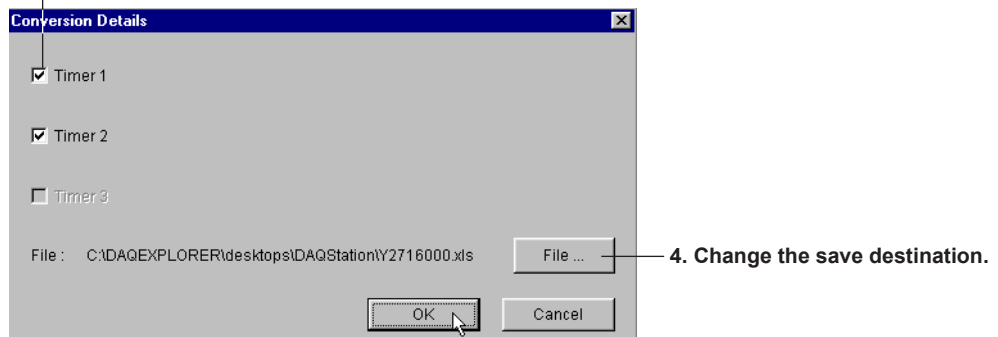 Conversion Details
Timer 1
Timer 2
Timer 3
File : C:\DAQEXPLORER\desktops\DAQStation\Y2716000.xls File ... 4. Change the save destination.
OK Cancel